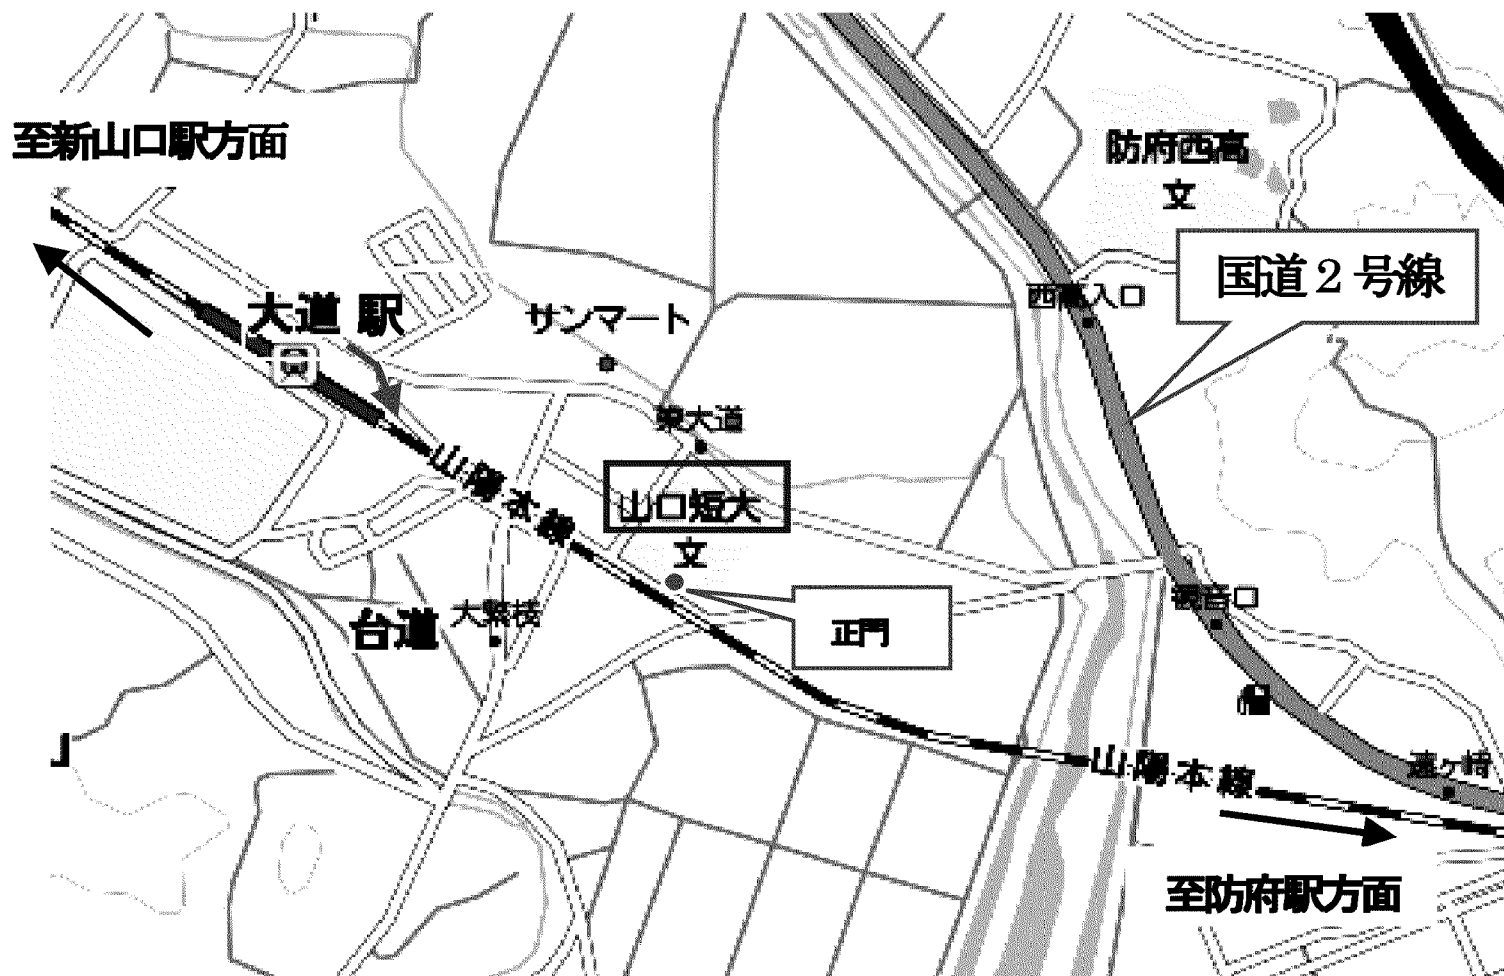 至新山口駅方面
防府西高
文
国道２号線
西高入口
大道 駅
サンマート
東大道
山陽本線
山口短大
文
正門
観音口
台道
大繁枝
山陽本線
至防府駅方面